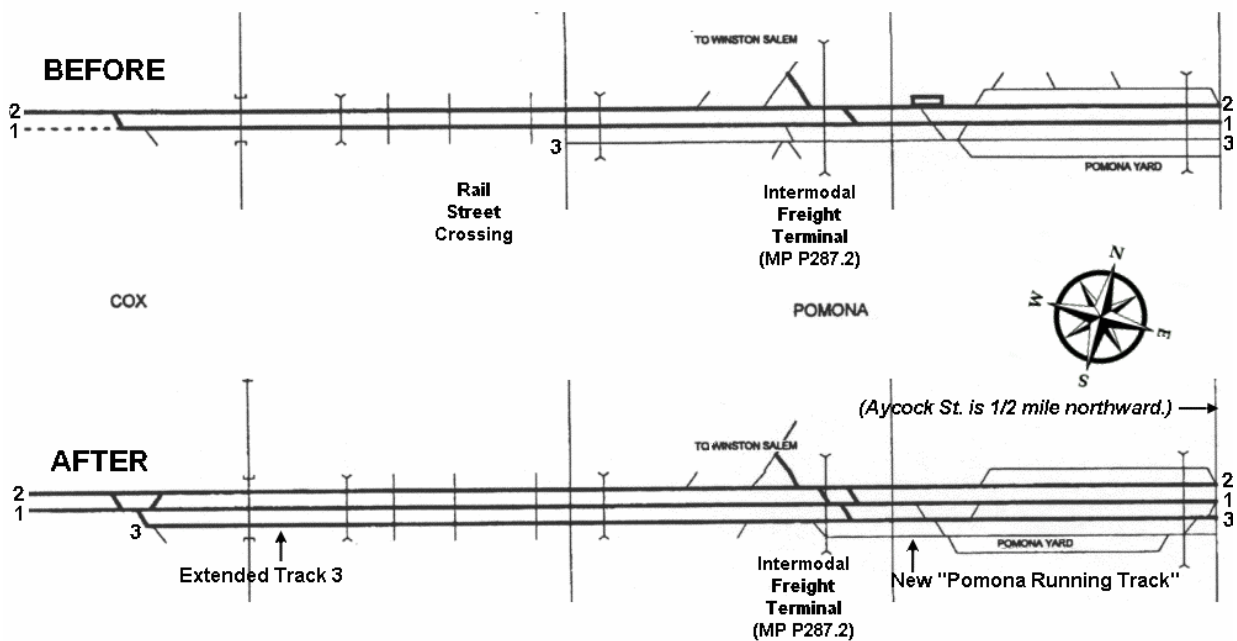 TO WINSTON SALEM
BEFORE
2
1
2
1
3
3
POMONA YARD
Rail
Street
Crossing
Intermodal
Freight
Terminal
(MP P287.2)
N
W
E
S
COX
POMONA
(Aycock St. is 1/2 mile northward.)
AFTER
TO WINSTON SALEM
2
1
3
2
1
3
POMONA YARD
Extended Track 3
Intermodal
Freight
Terminal
(MP P287.2)
New "Pomona Running Track"